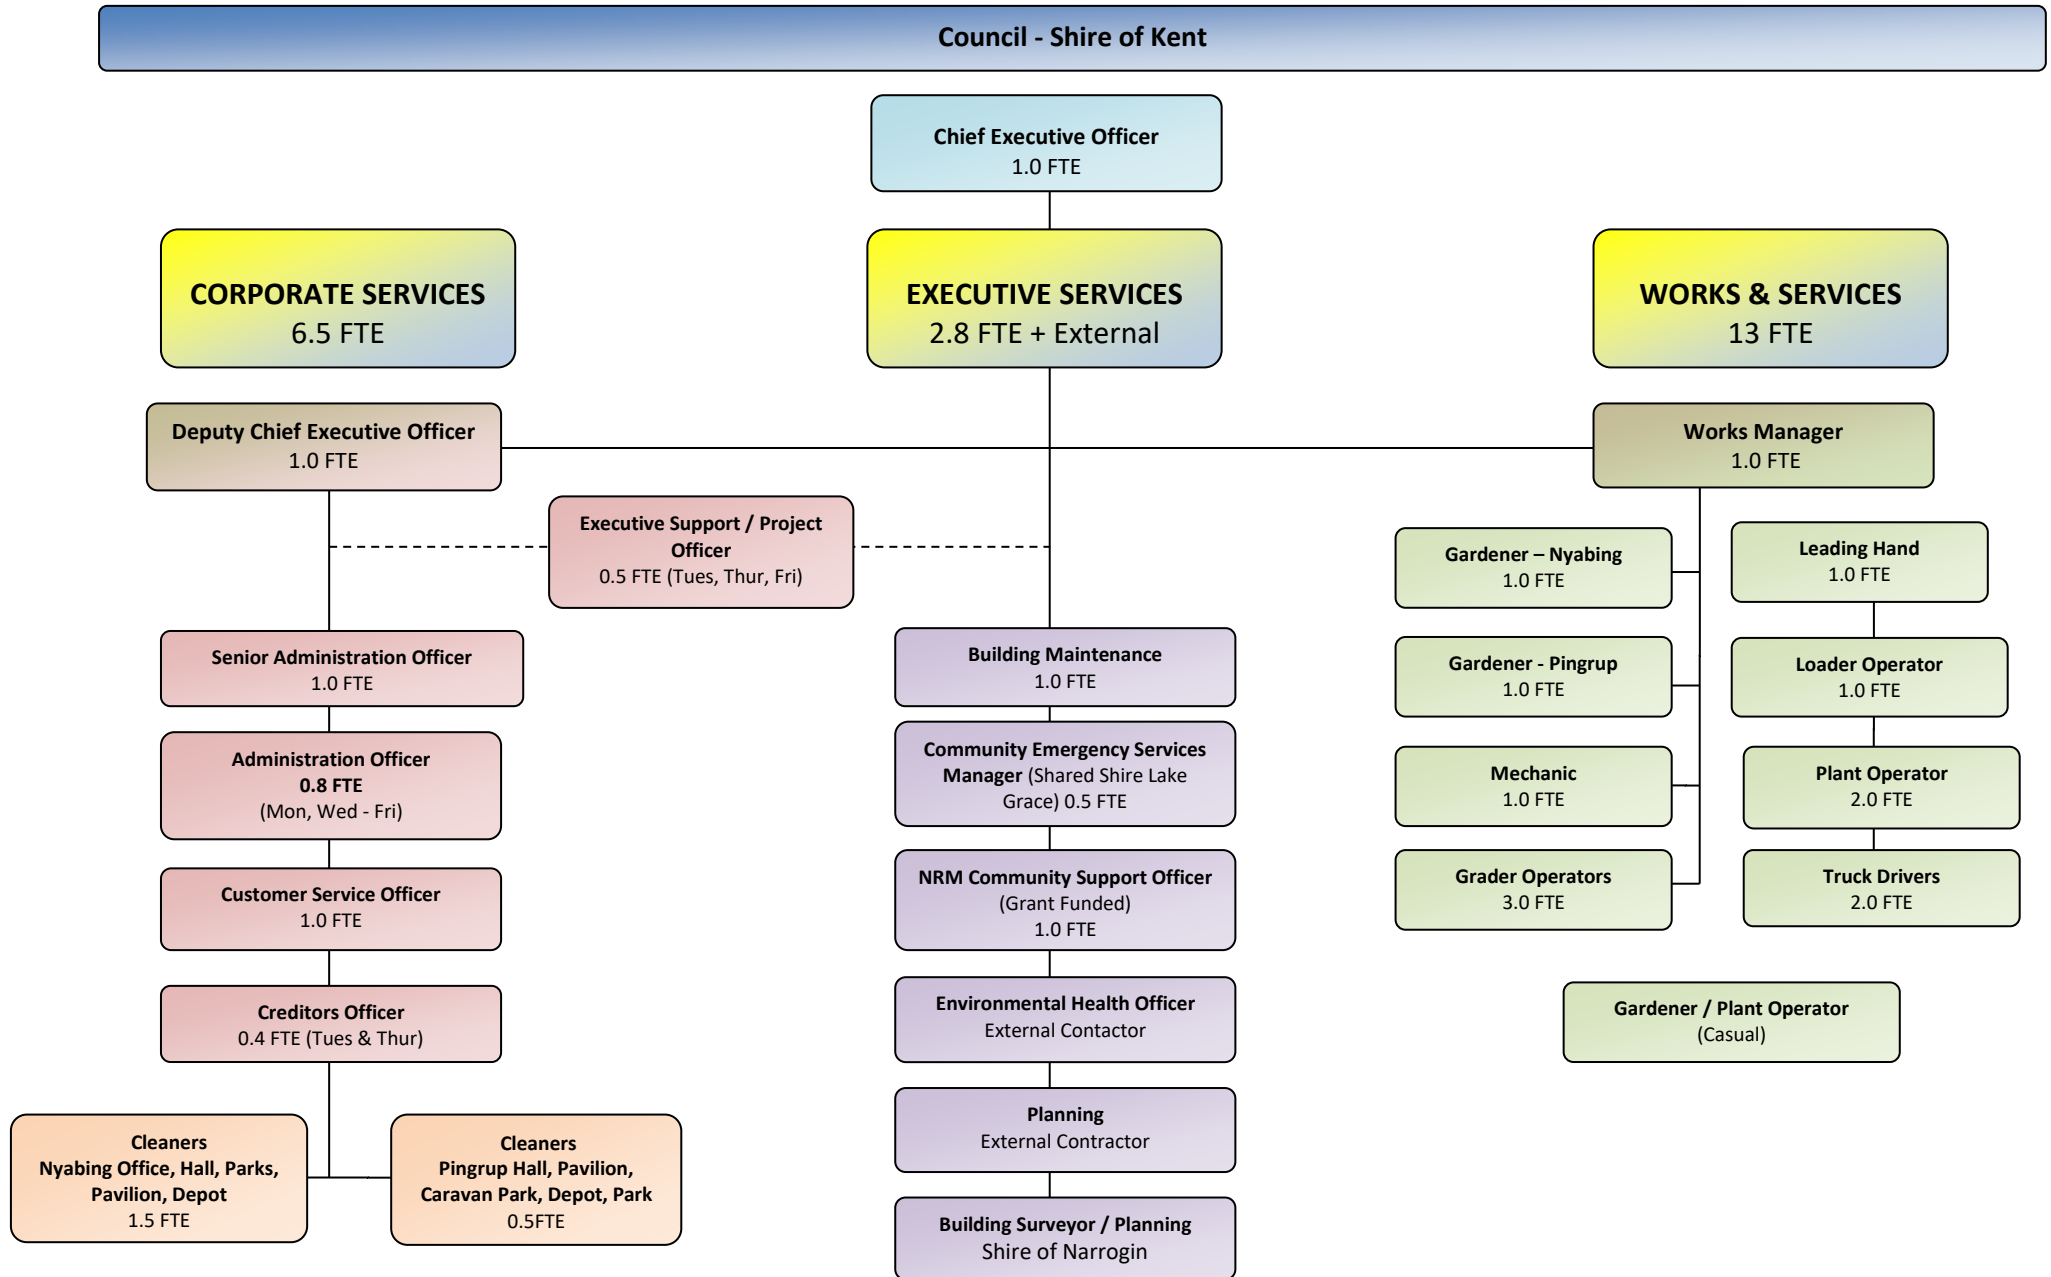 Council - Shire of Kent
Chief Executive Officer
1.0 FTE
CORPORATE SERVICES
6.5 FTE
EXECUTIVE SERVICES
2.8 FTE + External
WORKS & SERVICES
13 FTE
Deputy Chief Executive Officer
1.0 FTE
Works Manager
1.0 FTE
Executive Support / Project
Officer
0.5 FTE (Tues, Thur, Fri)
Senior Administration Officer
1.0 FTE
Administration Officer
0.8 FTE
(Mon, Wed - Fri)
Customer Service Officer
1.0 FTE
Creditors Officer
0.4 FTE (Tues & Thur)
Cleaners
Nyabing Office, Hall, Parks,
Pavilion, Depot
1.5 FTE
Cleaners
Pingrup Hall, Pavilion,
Caravan Park, Depot, Park
0.5FTE
Building Maintenance
1.0 FTE
Community Emergency Services
Manager (Shared Shire Lake
Grace) 0.5 FTE
NRM Community Support Officer
(Grant Funded)
1.0 FTE
Environmental Health Officer
External Contactor
Planning
External Contractor
Building Surveyor / Planning
Shire of Narrogin
Gardener – Nyabing
1.0 FTE
Gardener - Pingrup
1.0 FTE
Mechanic
1.0 FTE
Grader Operators
3.0 FTE
Leading Hand
1.0 FTE
Loader Operator
1.0 FTE
Plant Operator
2.0 FTE
Truck Drivers
2.0 FTE
Gardener / Plant Operator
(Casual)